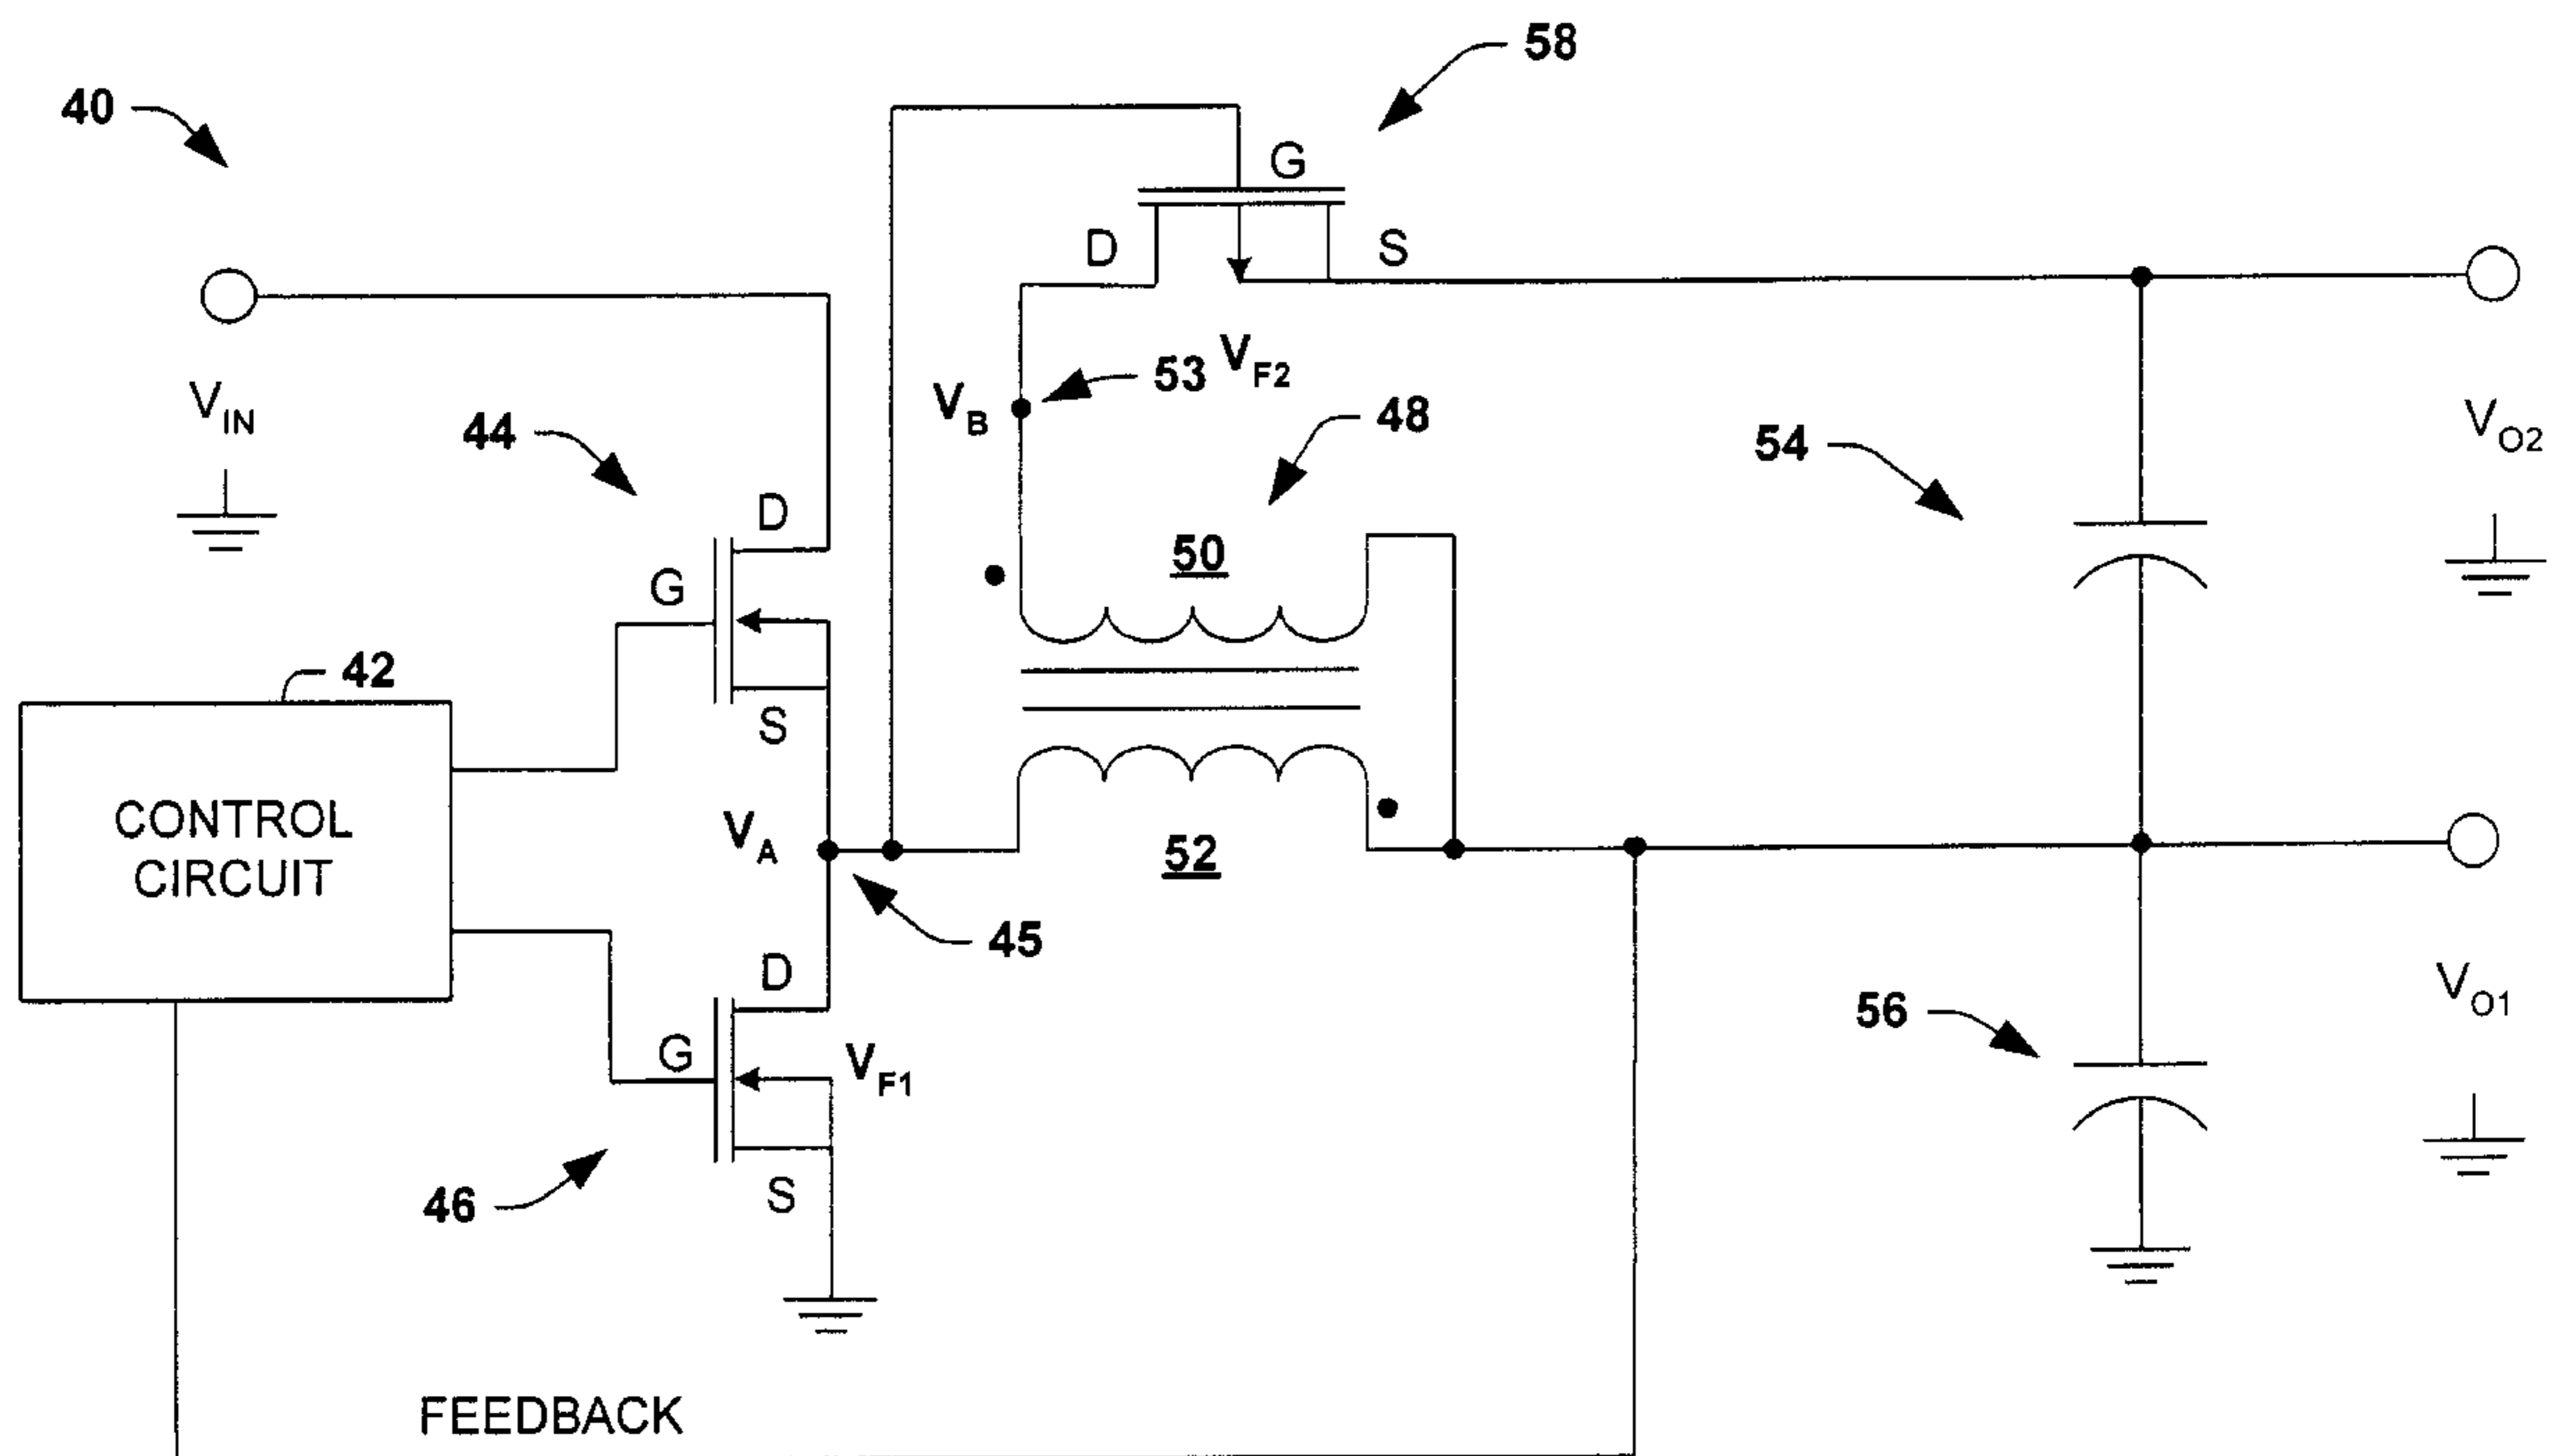 58
40
G
D
S
V_IN
V_B
53
V_F2
48
44
54
V_O2
D
50
G
42
S
CONTROL
CIRCUIT
V_A
52
45
D
56
V_O1
G
V_F1
46
S
FEEDBACK